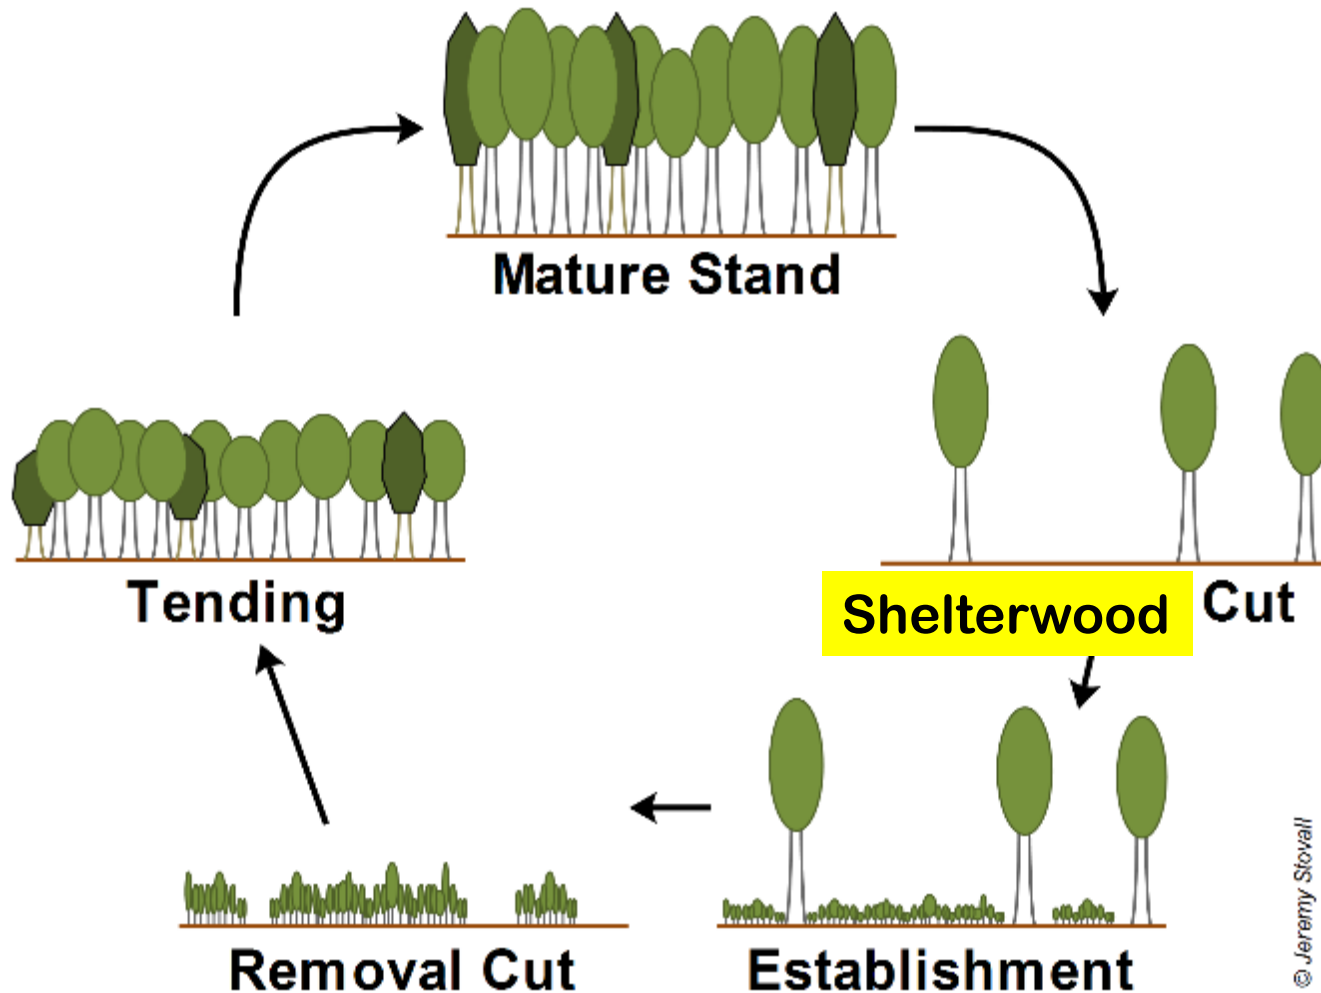 Mature Stand
Tending
Shelterwood Cut
Removal Cut
Establishment
© Jeremy Stovall